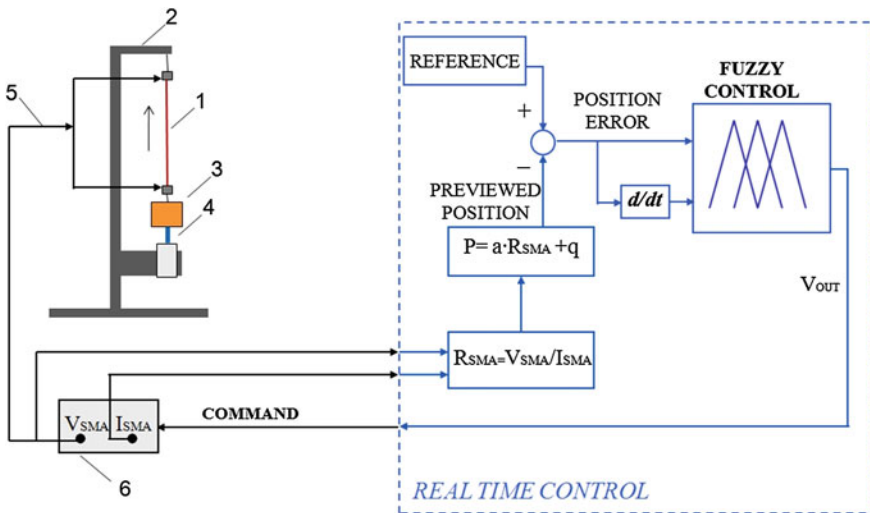 2
5
1
3
4
REFERENCE
+
−
POSITION
ERROR
FUZZY
CONTROL
d/dt
PREVIEWED
POSITION
P= a·RSMA +q
VOUT
RSMA=VSMA/ISMA
COMMAND
VSMA ISMA
6
REAL TIME CONTROL